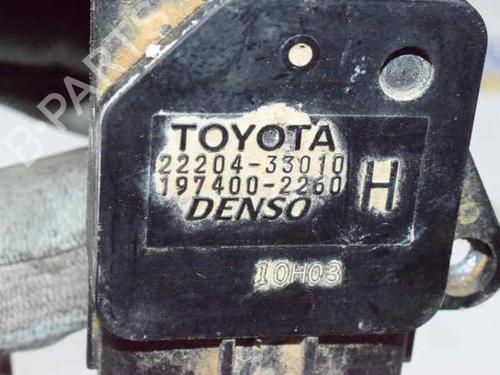 B-PARTS
TOYOTA
22204-33010
197400-2260
H
DENSO
10H03